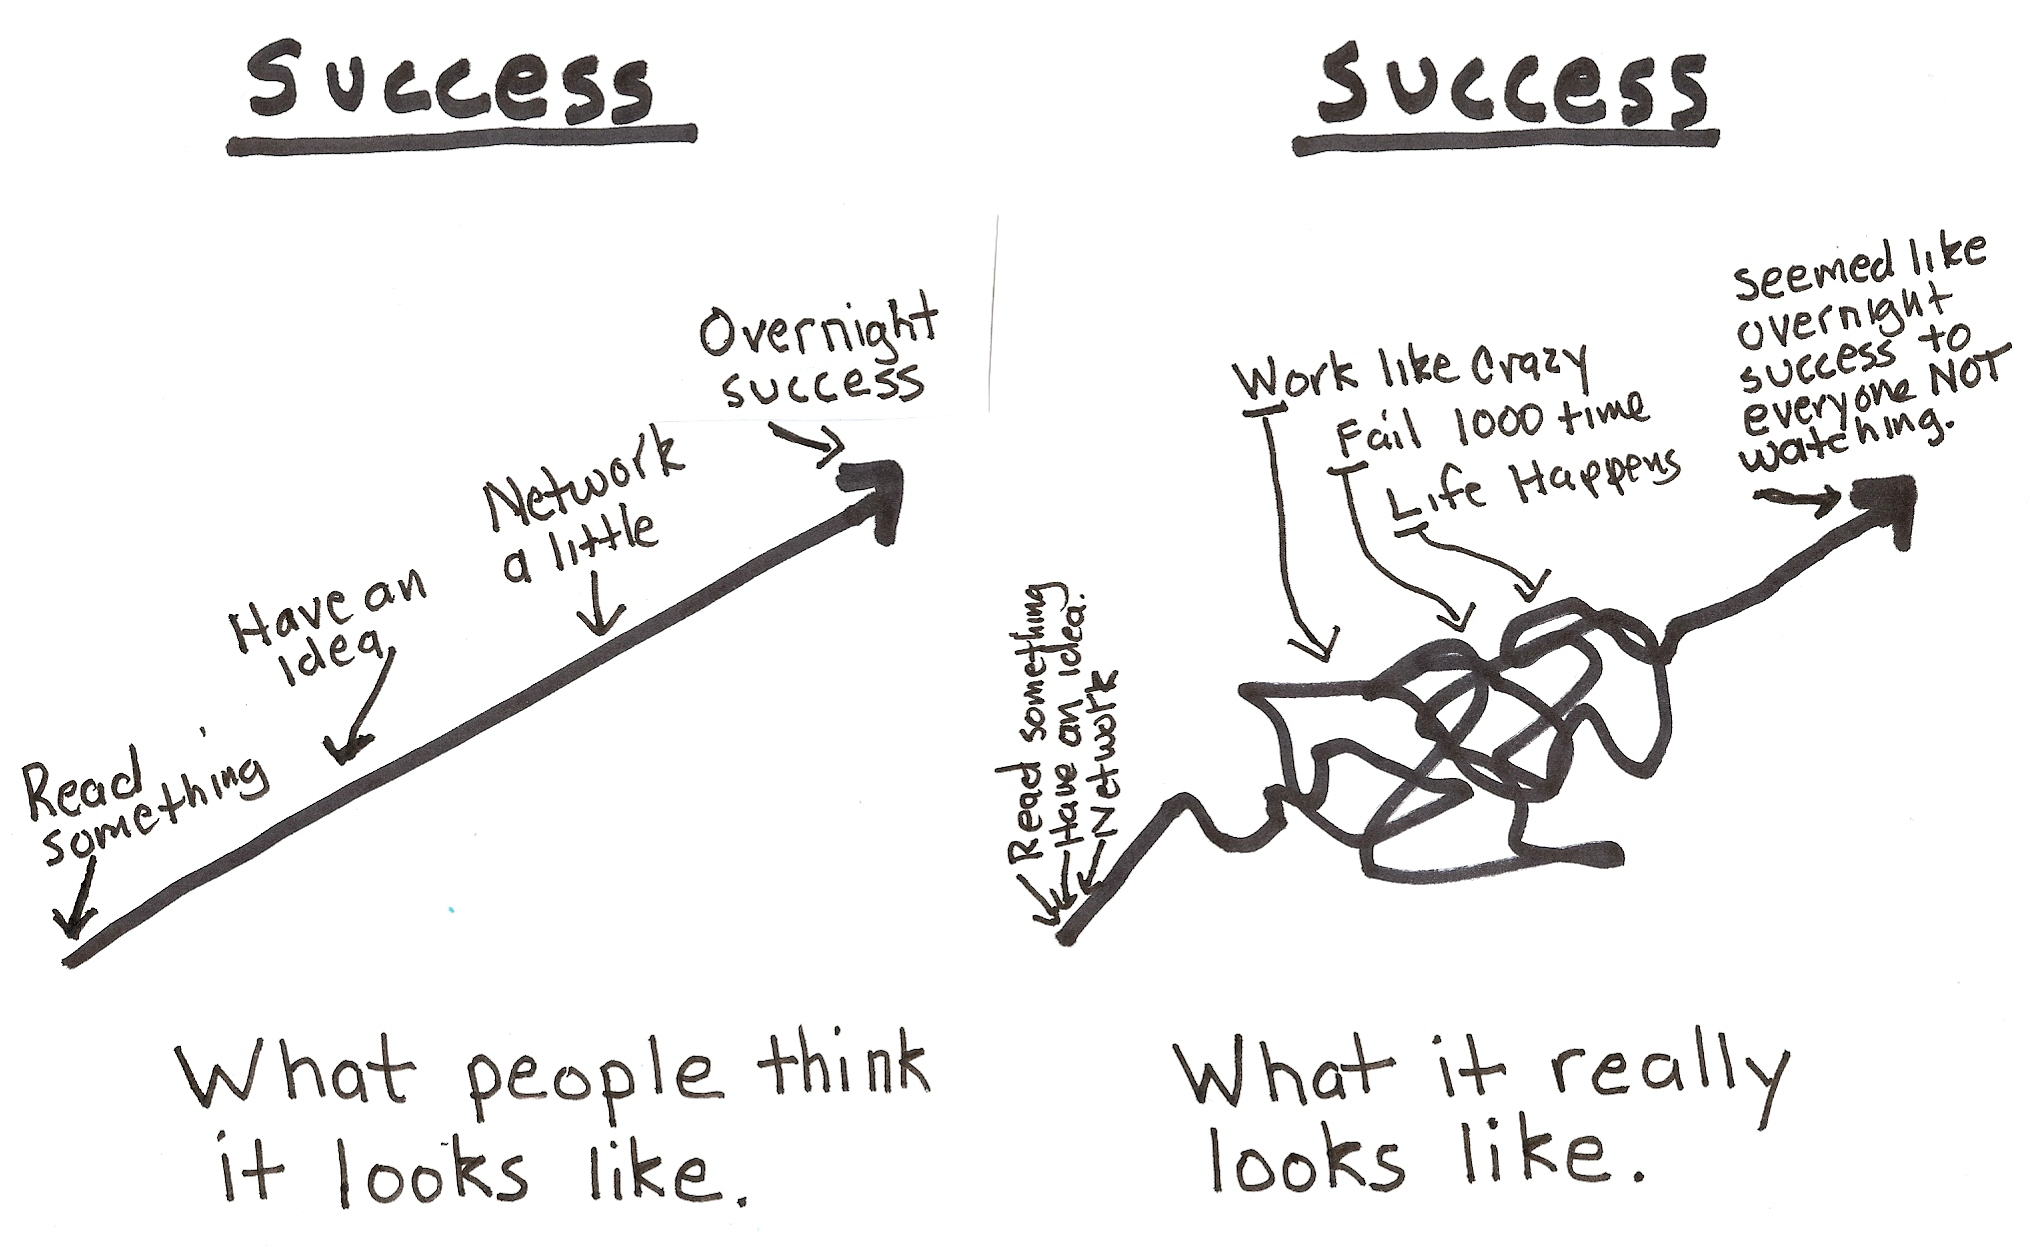 Success
Overnight
success
Network
a little
Have an
idea
Read
something
What people think
it looks like.
Success
seemed like
overnight
success to
everyone NOT
watching.
Work like Crazy
Fail 1000 time
Life Happens
Read something
Have an idea.
Network
What it really
looks like.